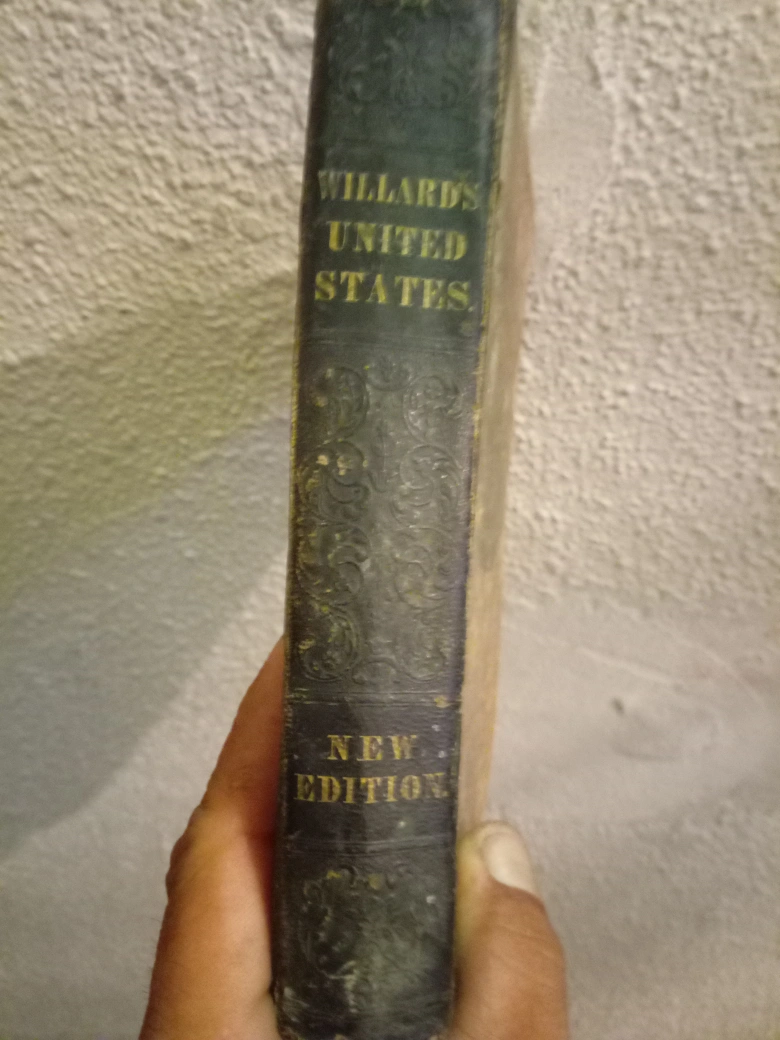 WILLARD'S
UNITED
STATES.
NEW
EDITION.